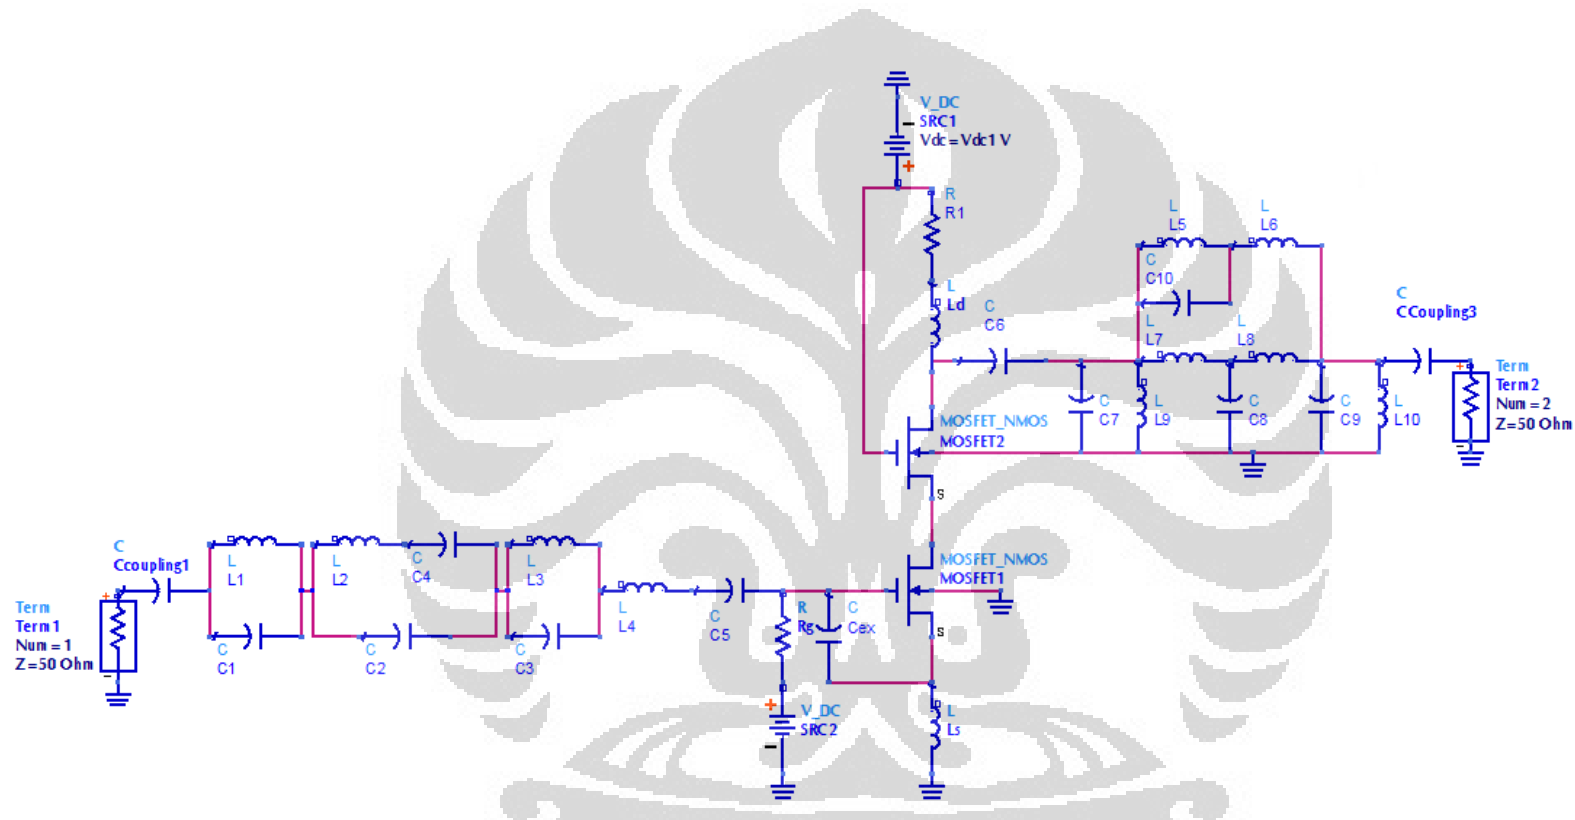 V_DC
SRC1
Vdc=Vdc1 V
R
R1
L
Ld
C
C6
L
L5
L
L6
C
C10
L
L7
L
L8
C
CCoupling3
Term
Term2
Num=2
Z=50 Ohm
C
C7
L
L9
C
C8
C
C9
L
L10
MOSFET_NMOS
MOSFET2
S
MOSFET_NMOS
MOSFET1
S
C
Ccoupling1
L
L1
L
L2
C
C4
L
L3
Term
Term1
Num=1
Z=50 Ohm
C
C1
C
C2
C
C3
L
L4
C
C5
R
Rg
C
Cex
V_DC
SRC2
L
Ls